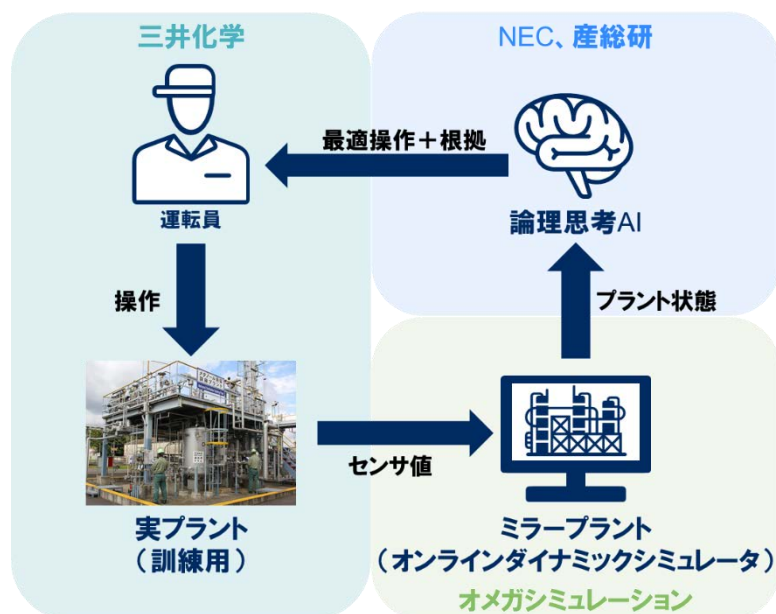 三井化学
NEC、産総研
最適操作＋根拠
運転員
論理思考AI
操作
プラント状態
センサ値
実プラント
（訓練用）
ミラープラント
（オンラインダイナミックシミュレータ）
オメガシミュレーション